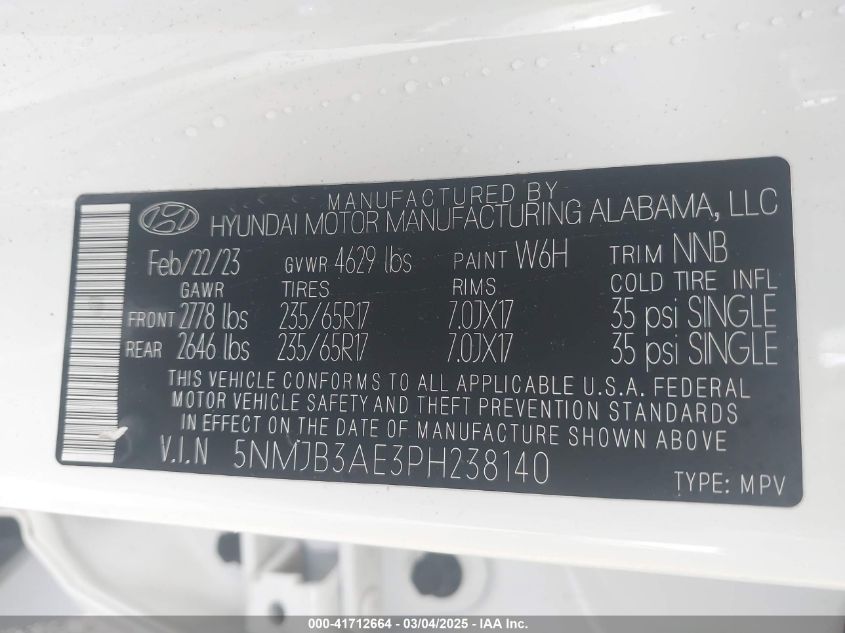 MANUFACTURED BY
HYUNDAI MOTOR MANUFACTURING ALABAMA, LLC
Feb/22/23 GVWR 4629 lbs PAINT W6H TRIM NNB
GAWR TIRES RIMS COLD TIRE INFL
FRONT 2778 lbs 235/65R17 7.0JX17 35 psi SINGLE
REAR 2646 lbs 235/65R17 7.0JX17 35 psi SINGLE
THIS VEHICLE CONFORMS TO ALL APPLICABLE U.S.A. FEDERAL
MOTOR VEHICLE SAFETY AND THEFT PREVENTION STANDARDS
IN EFFECT ON THE DATE OF MANUFACTURE SHOWN ABOVE
V.I.N 5NMJB3AE3PH238140
TYPE: MPV
000-41712664 - 03/04/2025 - IAA Inc.